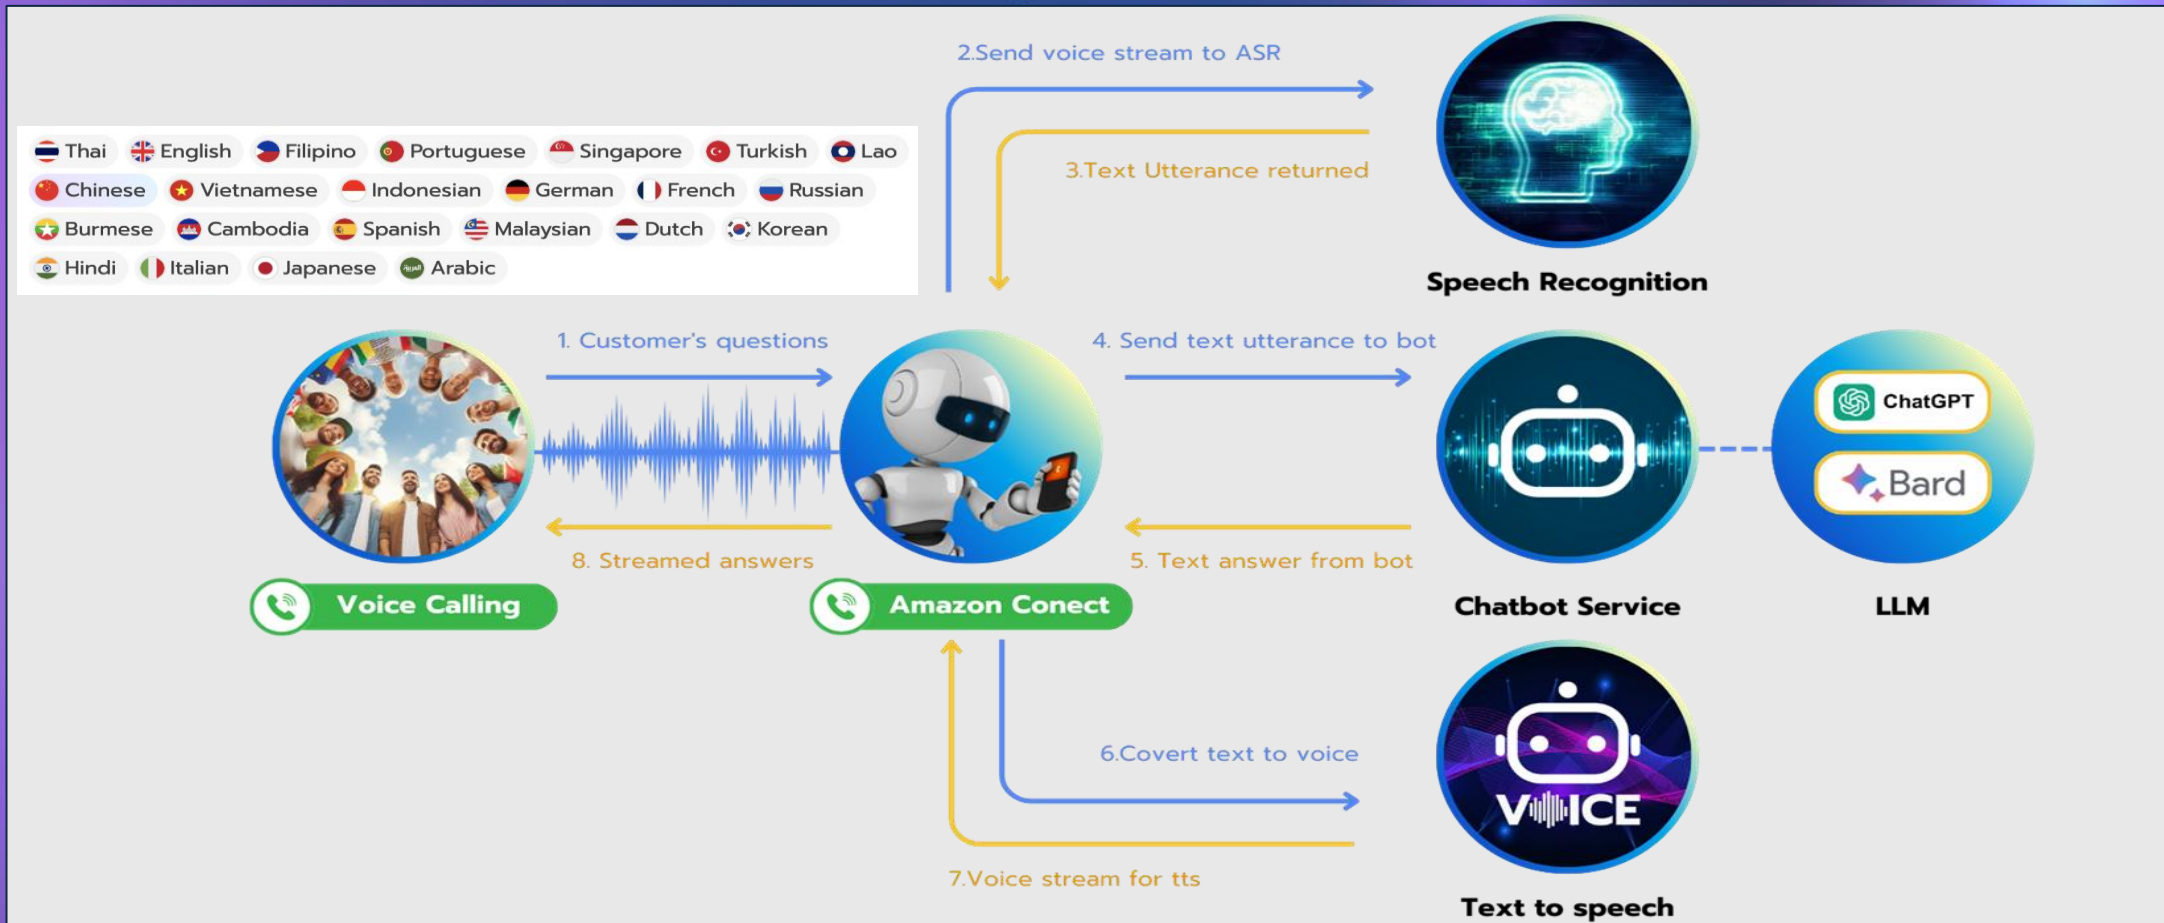 2.Send voice stream to ASR
Thai English Filipino Portuguese Singapore Turkish Lao
Chinese Vietnamese Indonesian German French Russian
Burmese Cambodia Spanish Malaysian Dutch Korean
Hindi Italian Japanese Arabic
3.Text Utterance returned
Speech Recognition
1. Customer's questions
4. Send text utterance to bot
ChatGPT
Bard
8. Streamed answers
5. Text answer from bot
Voice Calling
Amazon Conect
Chatbot Service
LLM
6.Covert text to voice
VOICE
7.Voice stream for tts
Text to speech